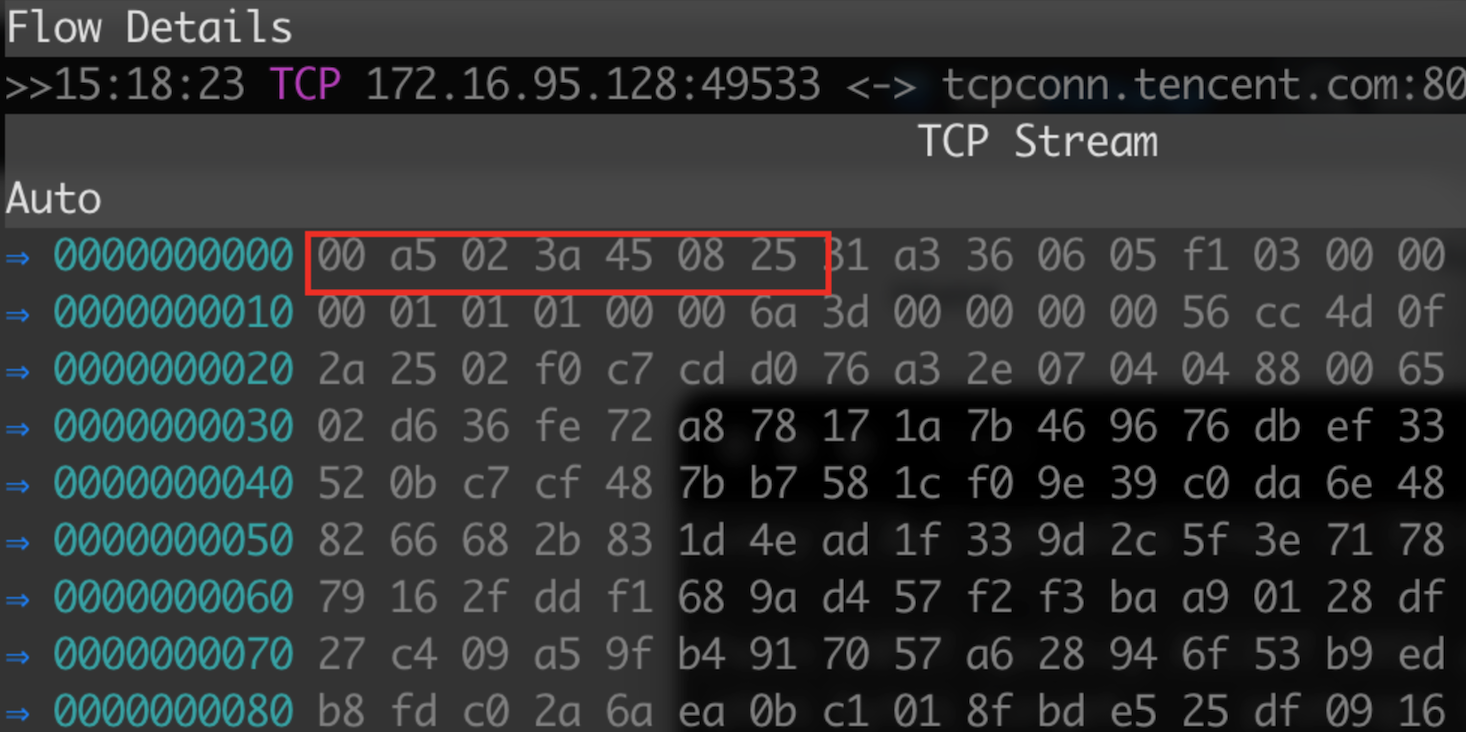 Flow Details
>>15:18:23 TCP 172.16.95.128:49533 <-> tcpconn.tencent.com:80
TCP Stream
Auto
⇒ 0000000000 00 a5 02 3a 45 08 25 31 a3 36 06 05 f1 03 00 00
⇒ 0000000010 00 01 01 01 00 00 6a 3d 00 00 00 00 56 cc 4d 0f
⇒ 0000000020 2a 25 02 f0 c7 cd d0 76 a3 2e 07 04 04 88 00 65
⇒ 0000000030 02 d6 36 fe 72 a8 78 17 1a 7b 46 96 76 db ef 33
⇒ 0000000040 52 0b c7 cf 48 7b b7 58 1c f0 9e 39 c0 da 6e 48
⇒ 0000000050 82 66 68 2b 83 1d 4e ad 1f 33 9d 2c 5f 3e 71 78
⇒ 0000000060 79 16 2f dd f1 68 9a d4 57 f2 f3 ba a9 01 28 df
⇒ 0000000070 27 c4 09 a5 9f b4 91 70 57 a6 28 94 6f 53 b9 ed
⇒ 0000000080 b8 fd c0 2a 6a ea 0b c1 01 8f bd e5 25 df 09 16